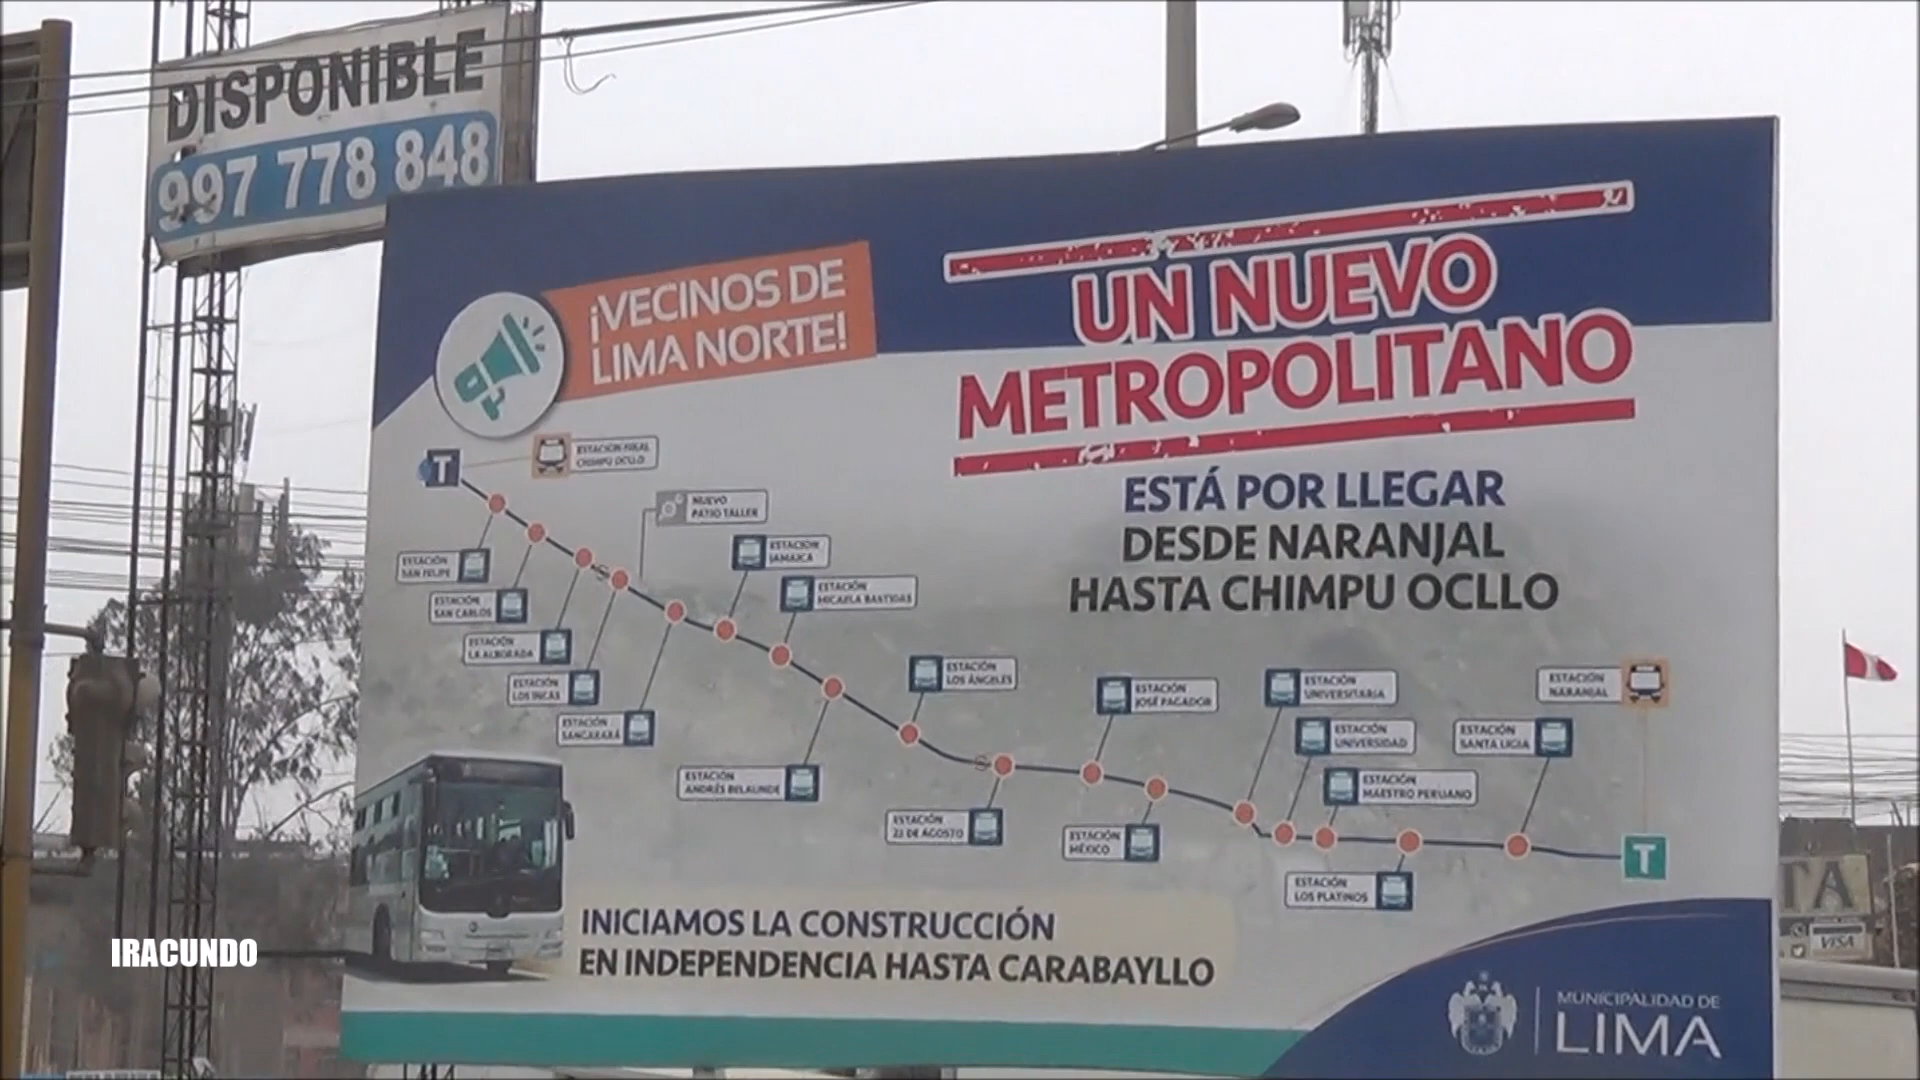 DISPONIBLE
997 778 848
¡VECINOS DE
LIMA NORTE!
UN NUEVO
METROPOLITANO
ESTÁ POR LLEGAR
DESDE NARANJAL
HASTA CHIMPU OCLLO
T
ESTACIÓN FINAL
CHIMPU OCLLO
NUEVO
PATIO TALLER
ESTACIÓN
SAN FELIPE
ESTACIÓN
SAN CARLOS
ESTACIÓN
LA ALBORADA
ESTACIÓN
LOS INCAS
ESTACIÓN
SANGARARÁ
ESTACIÓN
JAMAICA
ESTACIÓN
MICAELA BASTIDAS
ESTACIÓN
ANDRÉS BELAUNDE
ESTACIÓN
LOS ÁNGELES
ESTACIÓN
22 DE AGOSTO
ESTACIÓN
JOSÉ PAGADOR
ESTACIÓN
MÉXICO
ESTACIÓN
UNIVERSITARIA
ESTACIÓN
UNIVERSIDAD
ESTACIÓN
MAESTRO PERUANO
ESTACIÓN
LOS PLATINOS
ESTACIÓN
SANTA LIGIA
ESTACIÓN
NARANJAL
T
INICIAMOS LA CONSTRUCCIÓN
EN INDEPENDENCIA HASTA CARABAYLLO
MUNICIPALIDAD DE
LIMA
TA
VISA
IRACUNDO